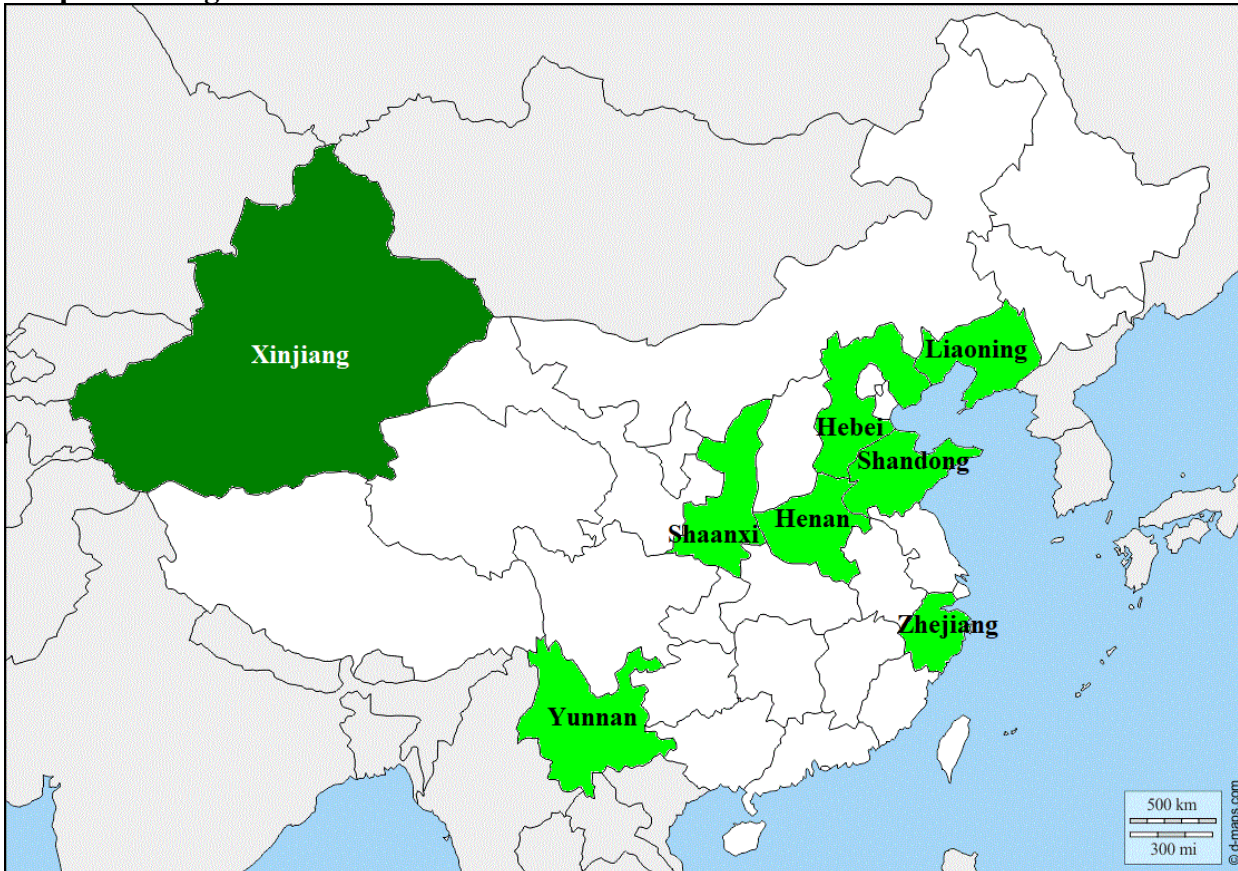 Xinjiang
Liaoning
Hebei
Shandong
Shaanxi
Henan
Zhejiang
Yunnan
500 km
300 mi
© d-maps.com